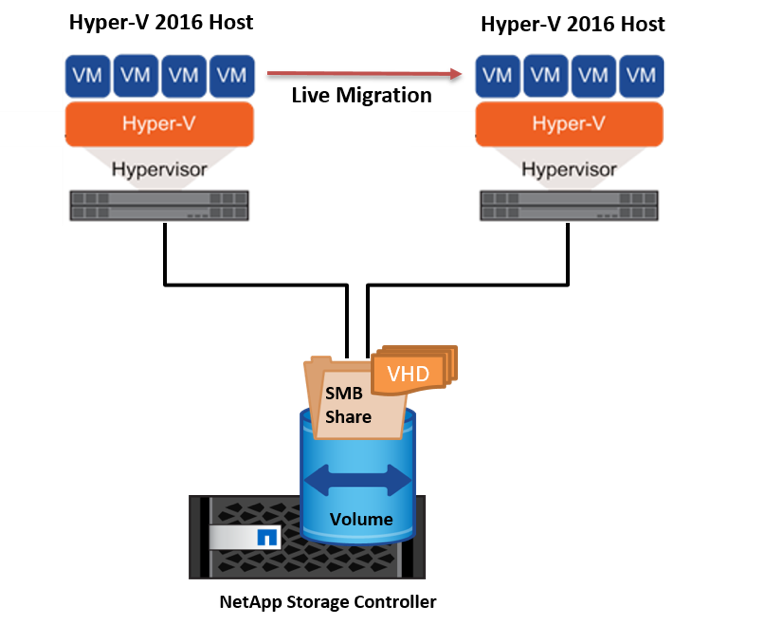 Hyper-V 2016 Host
Hyper-V 2016 Host
VM VM VM VM
VM VM VM VM
Live Migration
Hyper-V
Hyper-V
Hypervisor
Hypervisor
VHD
SMB
Share
Volume
NetApp Storage Controller